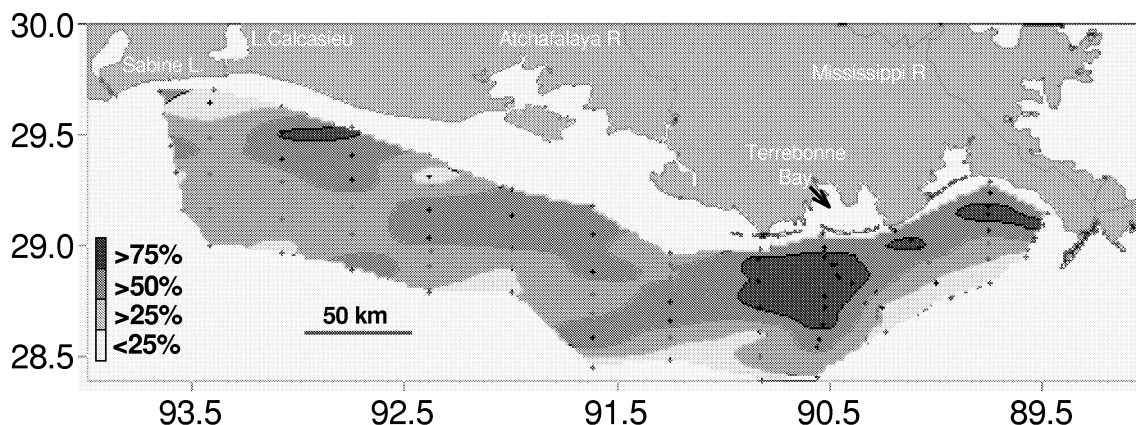 30.0
L.Calcasieu
Atchafalaya R
Sabine L.
Mississippi R
29.5
Terrebonne
Bay
29.0
>75%
>50%
>25%
<25%
50 km
28.5
93.5 92.5 91.5 90.5 89.5